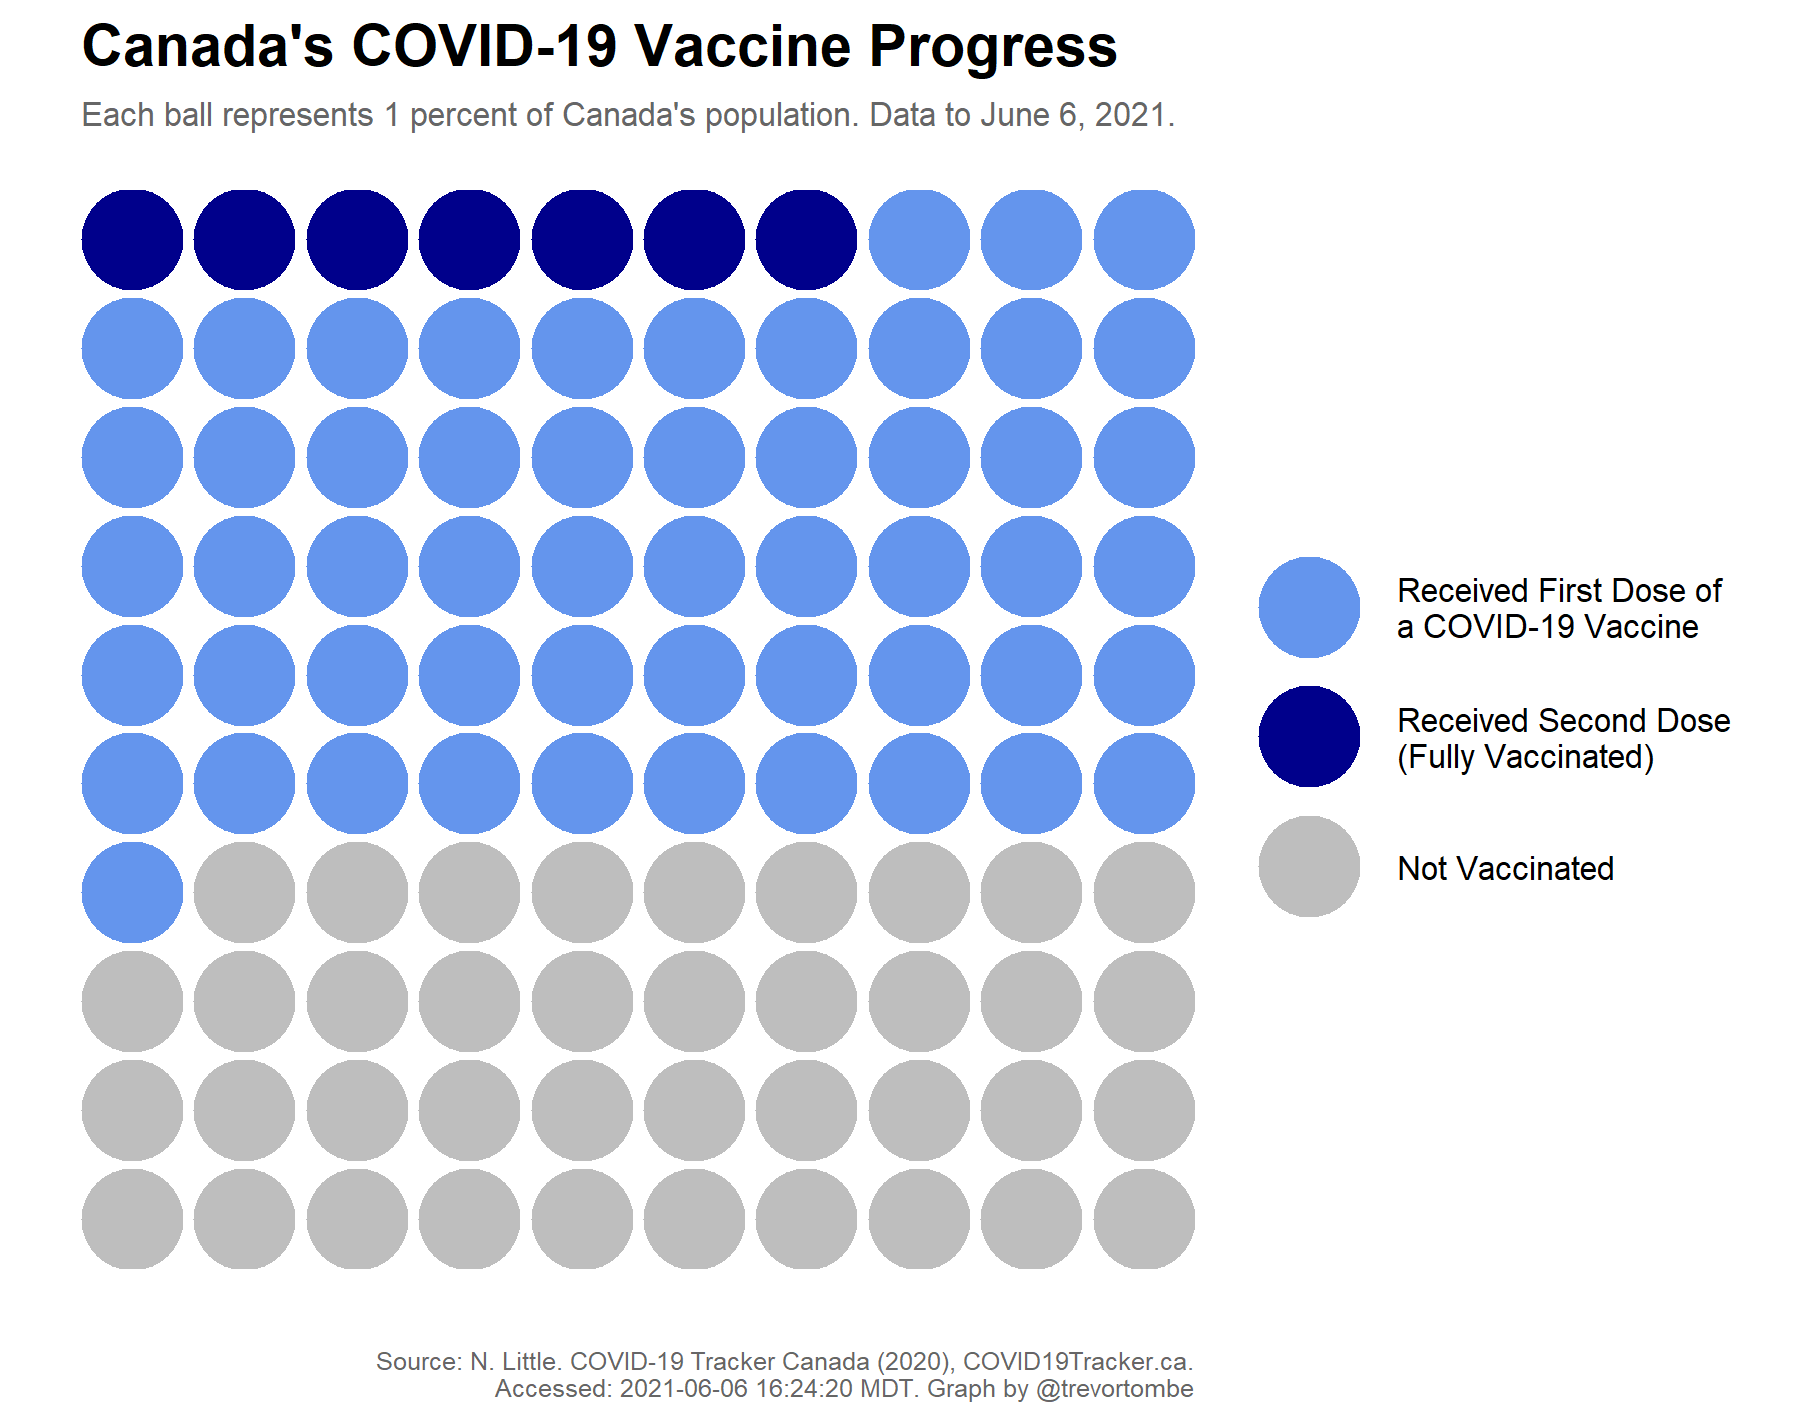 Canada's COVID-19 Vaccine Progress
Each ball represents 1 percent of Canada's population. Data to June 6, 2021.
Received First Dose of
a COVID-19 Vaccine
Received Second Dose
(Fully Vaccinated)
Not Vaccinated
Source: N. Little. COVID-19 Tracker Canada (2020), COVID19Tracker.ca.
Accessed: 2021-06-06 16:24:20 MDT. Graph by @trevortombe